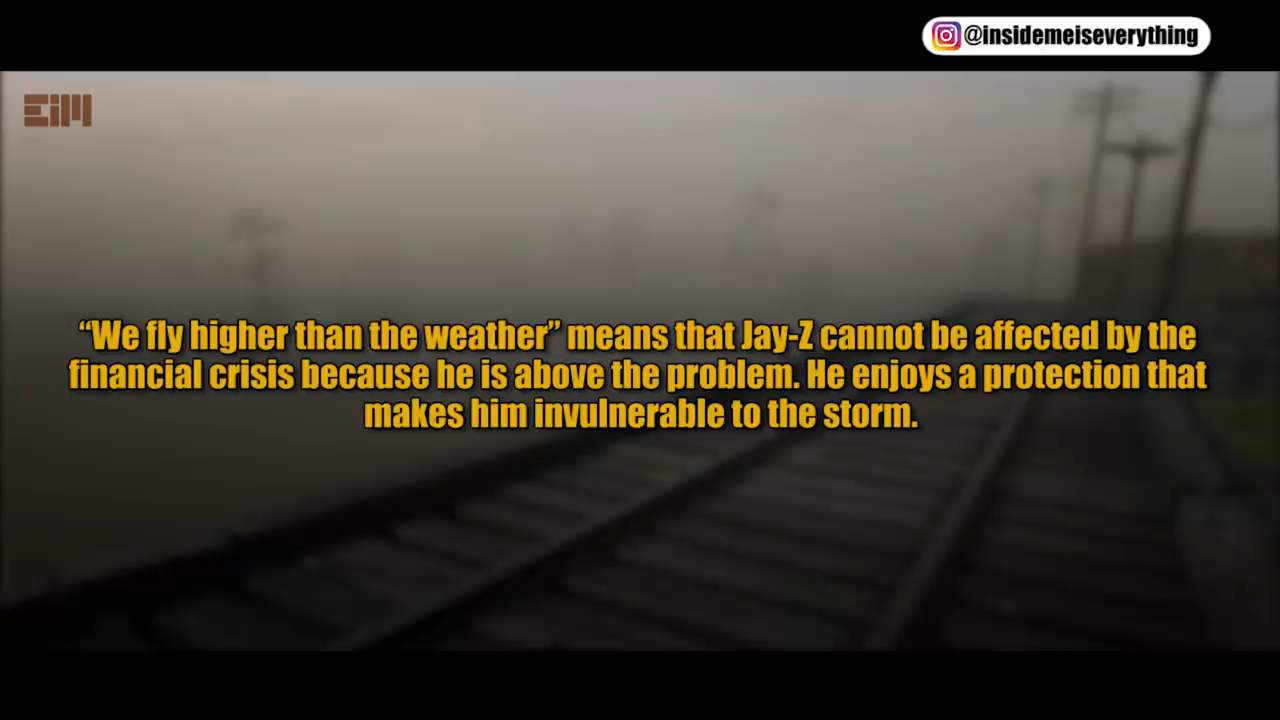 @insidemeiseverything
EiM
“We fly higher than the weather” means that Jay-Z cannot be affected by the
financial crisis because he is above the problem. He enjoys a protection that
makes him invulnerable to the storm.